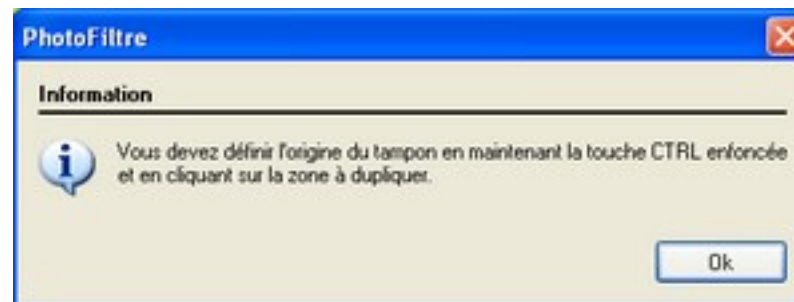 PhotoFiltre
Information
Vous devez définir l'origine du tampon en maintenant la touche CTRL enfoncée
et en cliquant sur la zone à dupliquer.
Ok